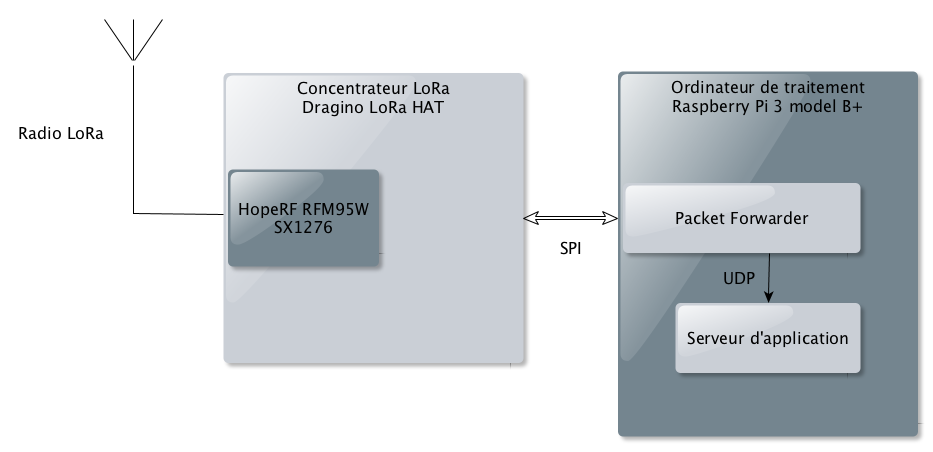 Radio LoRa
Concentrateur LoRa
Dragino LoRa HAT
HopeRF RFM95W
SX1276
SPI
Ordinateur de traitement
Raspberry Pi 3 model B+
Packet Forwarder
UDP
Serveur d'application